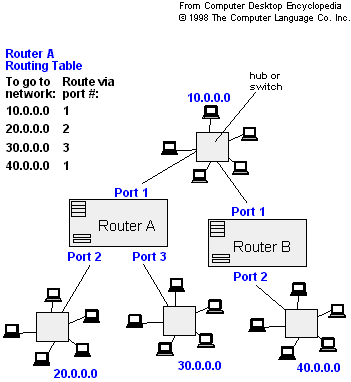 From Computer Desktop Encyclopedia
© 1998 The Computer Language Co. Inc.
Router A
Routing Table
To go to Route via
network: port #:
10.0.0.0 1
20.0.0.0 2
30.0.0.0 3
40.0.0.0 1
hub or
switch
10.0.0.0
Port 1
Router A
Port 2 Port 3
Port 1
Router B
Port 2
20.0.0.0
30.0.0.0
40.0.0.0